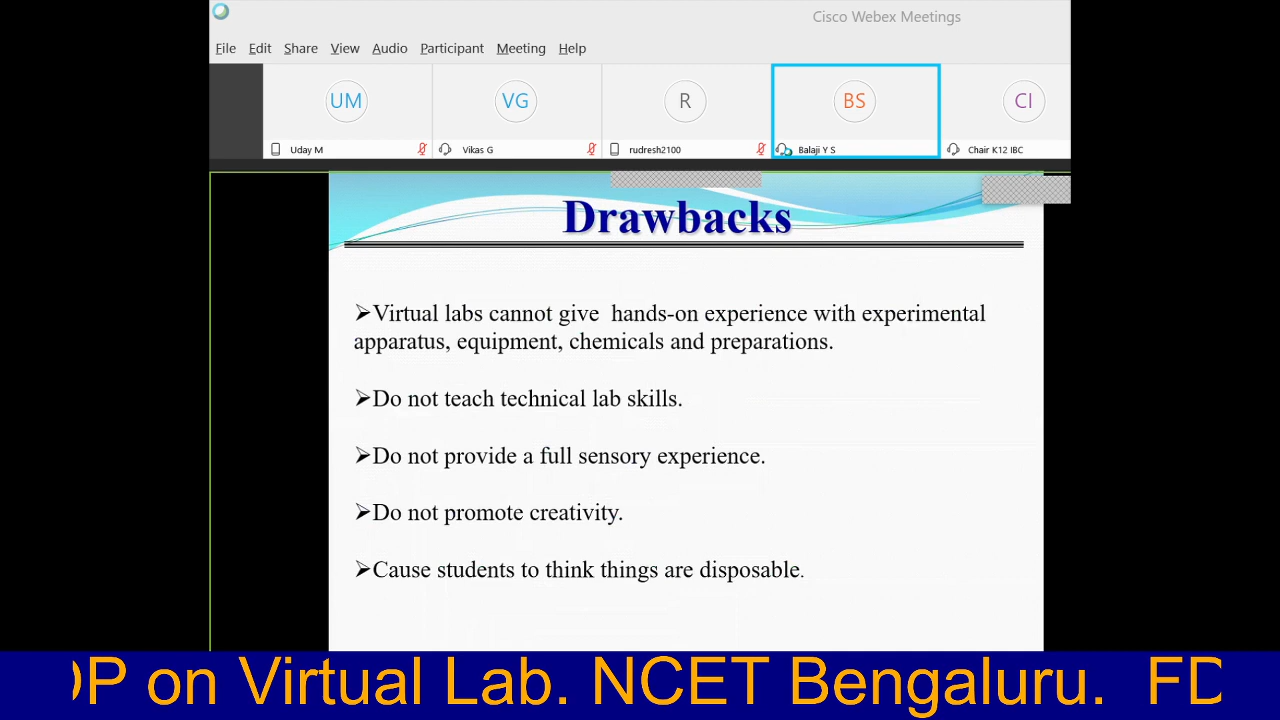 Cisco Webex Meetings
File Edit Share View Audio Participant Meeting Help
UM VG R BS CI
Uday M Vikas G rudresh2100 Balaji Y S Chair K12 IBC
Drawbacks
➢Virtual labs cannot give hands-on experience with experimental
apparatus, equipment, chemicals and preparations.
➢Do not teach technical lab skills.
➢Do not provide a full sensory experience.
➢Do not promote creativity.
➢Cause students to think things are disposable.
P on Virtual Lab. NCET Bengaluru. FD